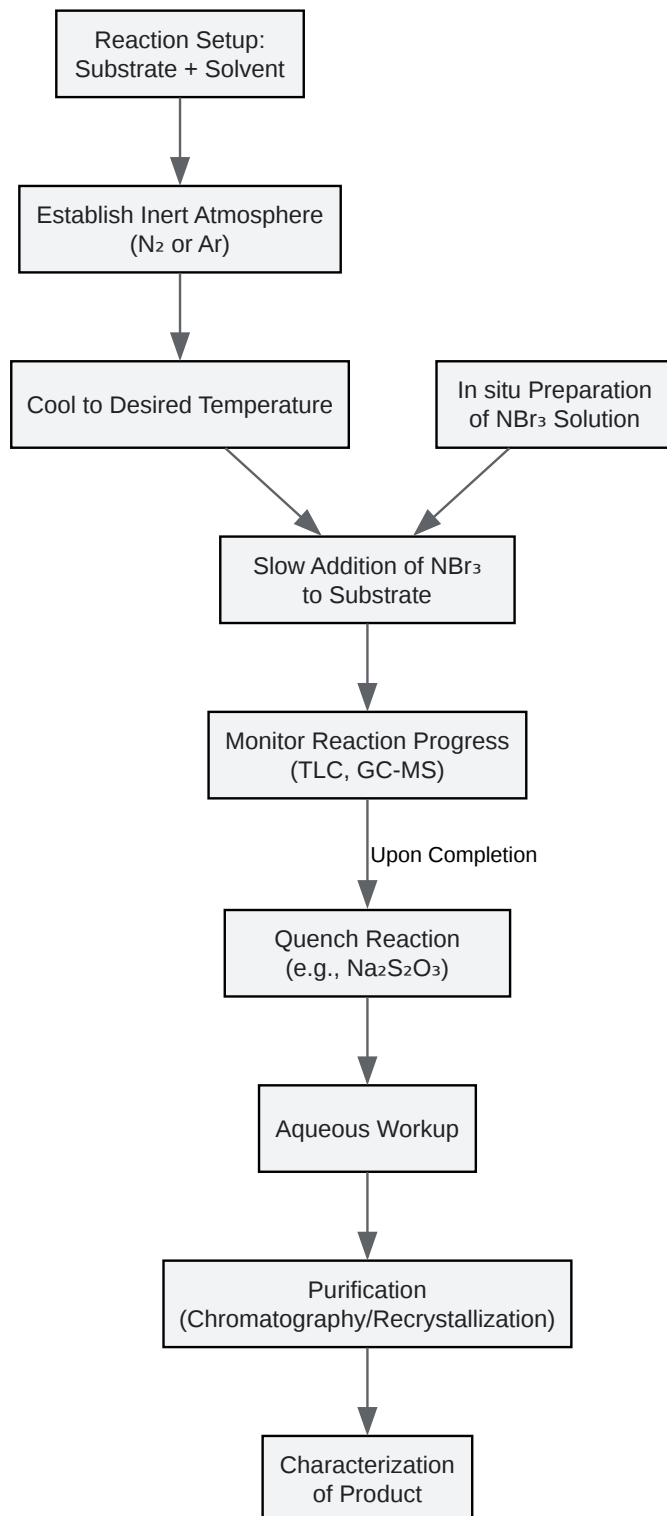 Reaction Setup:
Substrate + Solvent
Establish Inert Atmosphere
(N₂ or Ar)
Cool to Desired Temperature
In situ Preparation
of NBr₃ Solution
Slow Addition of NBr₃
to Substrate
Monitor Reaction Progress
(TLC, GC-MS)
Upon Completion
Quench Reaction
(e.g., Na₂S₂O₃)
Aqueous Workup
Purification
(Chromatography/Recrystallization)
Characterization
of Product